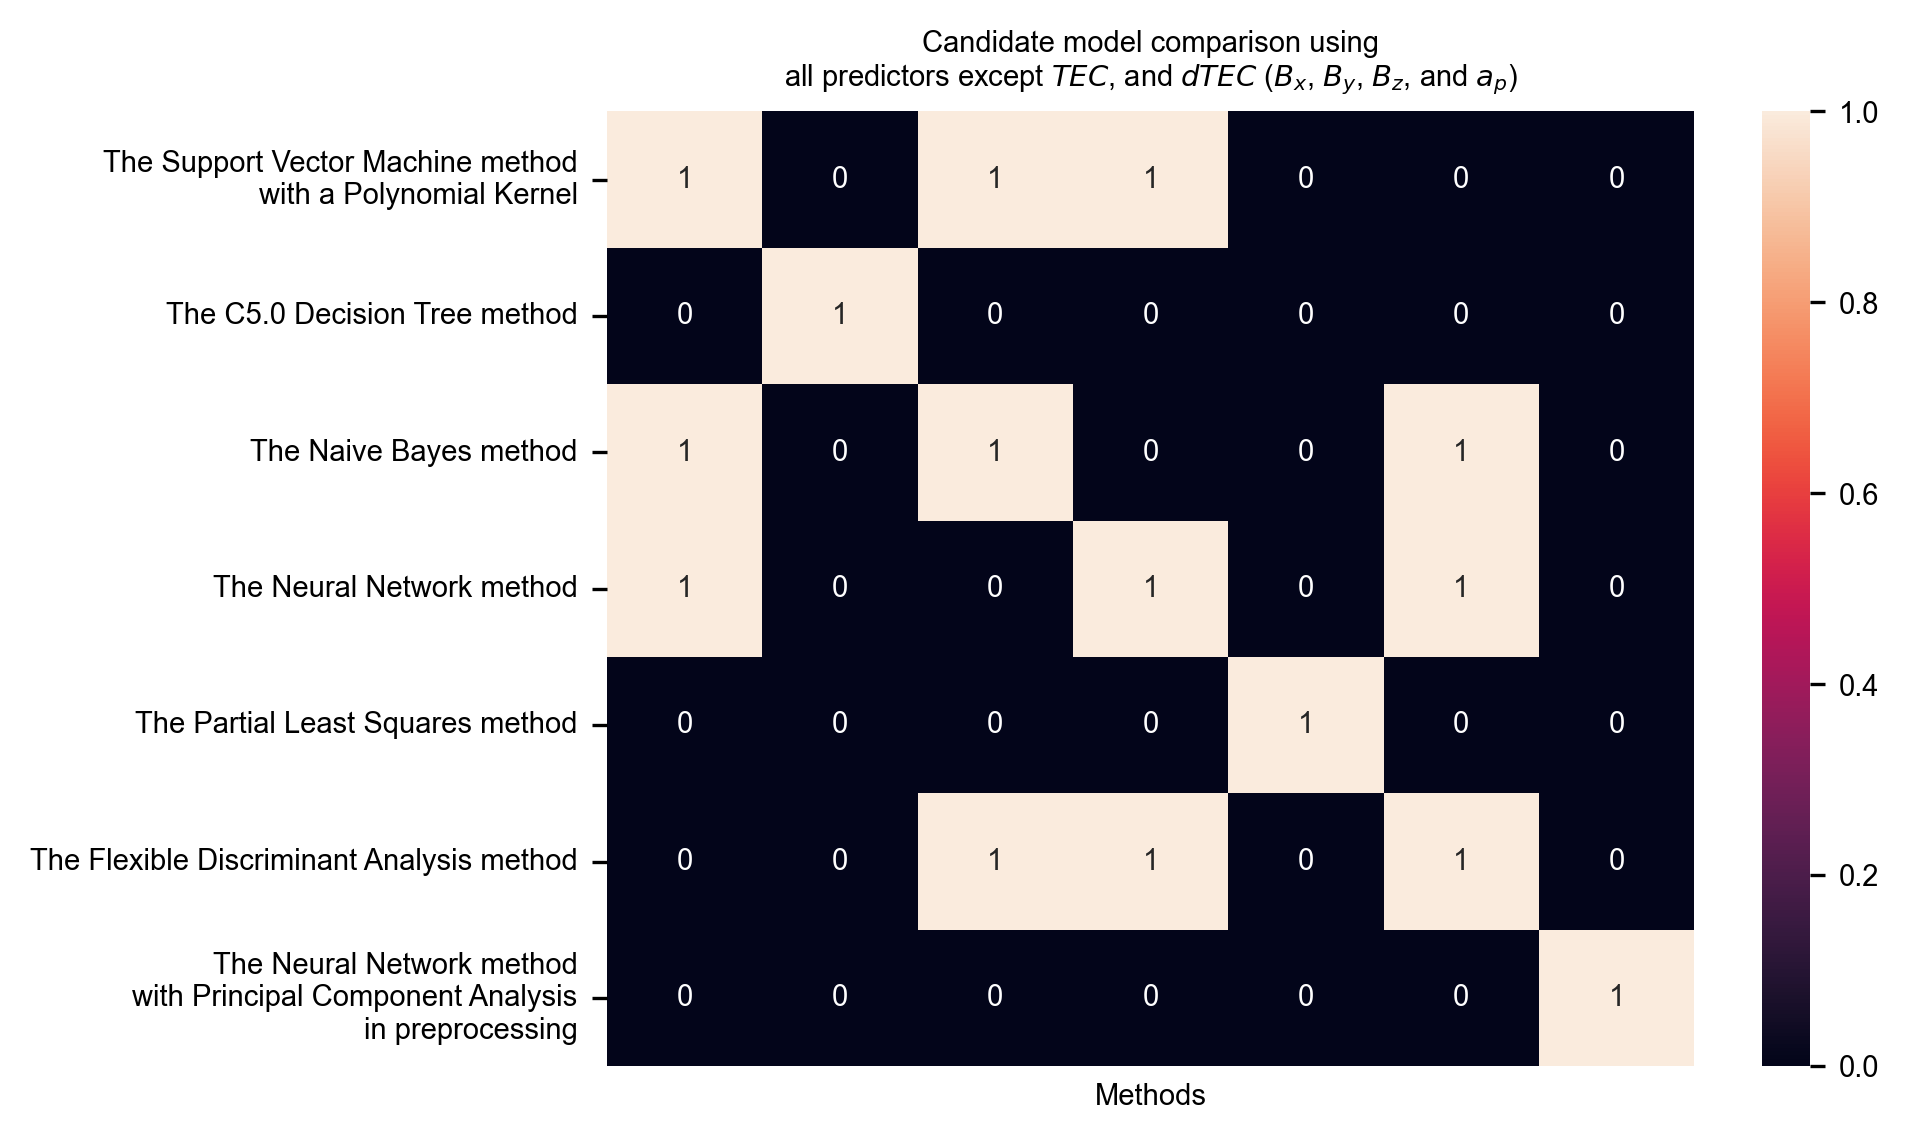 Candidate model comparison using
all predictors except TEC, and dTEC (Bₓ, B_y, B_z, and aₚ)
The Support Vector Machine method
with a Polynomial Kernel
1 0 1 1 0 0 0
The C5.0 Decision Tree method
0 1 0 0 0 0 0
The Naive Bayes method
1 0 1 0 0 1 0
The Neural Network method
1 0 0 1 0 1 0
The Partial Least Squares method
0 0 0 0 1 0 0
The Flexible Discriminant Analysis method
0 0 1 1 0 1 0
The Neural Network method
with Principal Component Analysis
in preprocessing
0 0 0 0 0 0 1
Methods
1.0
0.8
0.6
0.4
0.2
0.0